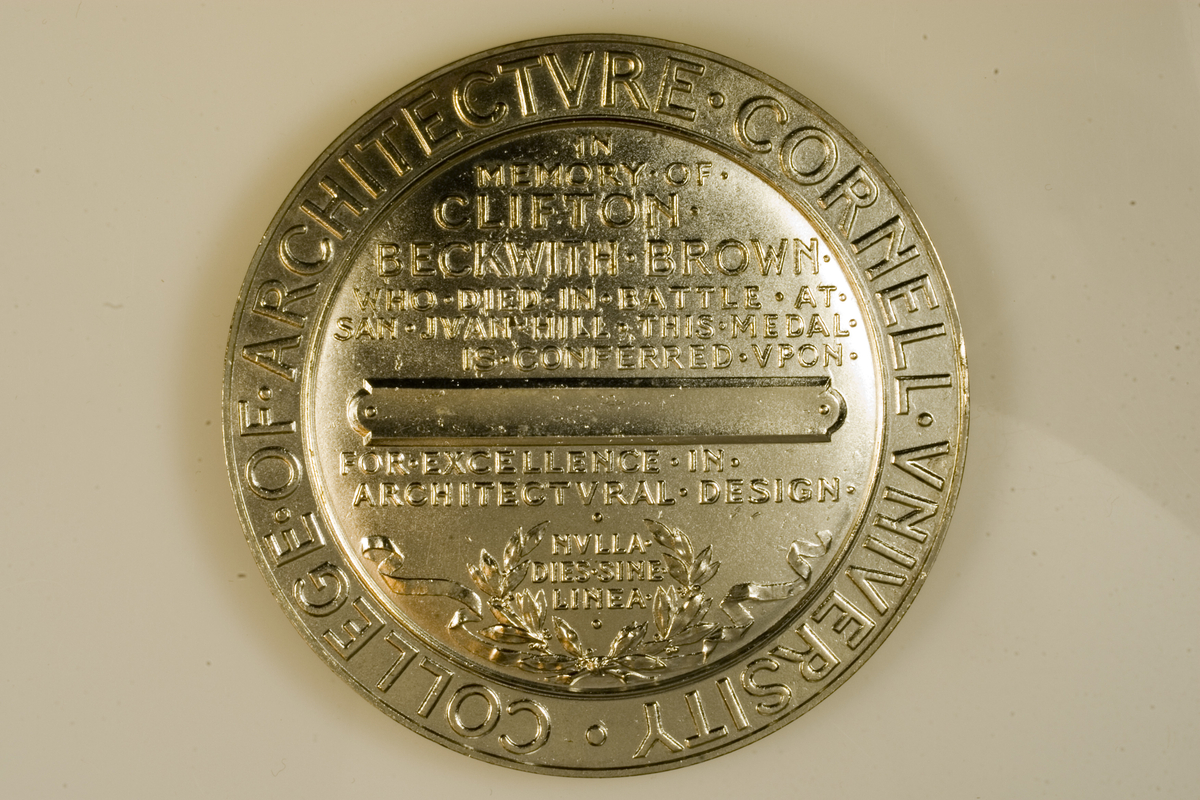 COLLEGE·OF·ARCHITECTVRE·CORNELL·VNIVERSITY·
IN
MEMORY·OF·
CLIFTON·
BECKWITH·BROWN·
WHO·DIED·IN·BATTLE·AT·
SAN·JVAN·HILL·THIS·MEDAL·
IS·CONFERRED·VPON·
FOR·EXCELLENCE·IN·
ARCHITECTVRAL·DESIGN·
NVLLA·
DIES·SINE·
LINEA·